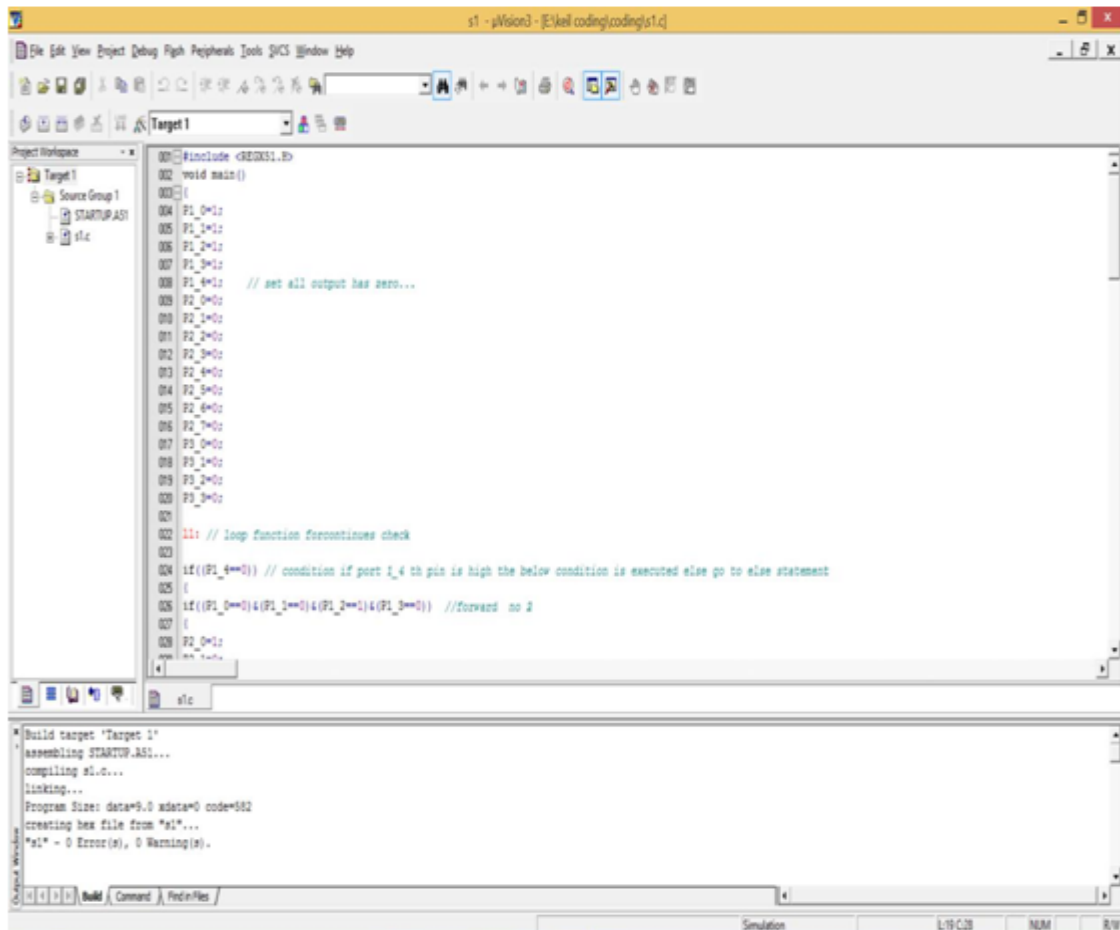 s1 - µVision3 - [E:\keil coding\coding\s1.c]
File Edit View Project Debug Flash Peripherals Tools SVCS Window Help
Target 1
Project Workspace
Target 1
Source Group 1
STARTUP.A51
s1.c
001 #include <REGX51.H>
002 void main()
003 {
004 P1_0=1;
005 P1_1=1;
006 P1_2=1;
007 P1_3=1;
008 P1_4=1; // set all output has zero...
009 P2_0=0;
010 P2_1=0;
011 P2_2=0;
012 P2_3=0;
013 P2_4=0;
014 P2_5=0;
015 P2_6=0;
016 P2_7=0;
017 P3_0=0;
018 P3_1=0;
019 P3_2=0;
020 P3_3=0;
021
022 l1: // loop function forcontinues check
023
024 if((P1_4==0)) // condition if port 1_4 th pin is high the below condition is executed else go to else statement
025 {
026 if((P1_0==0)&(P1_1==0)&(P1_2==1)&(P1_3==0)) //forward no 2
027 {
028 P2_0=1;
s1.c
Build target 'Target 1'
assembling STARTUP.A51...
compiling s1.c...
linking...
Program Size: data=9.0 xdata=0 code=582
creating hex file from "s1"...
"s1" - 0 Error(s), 0 Warning(s).
Output Window
Build Command Find in Files
Simulation L:19 C:28 NUM R/W